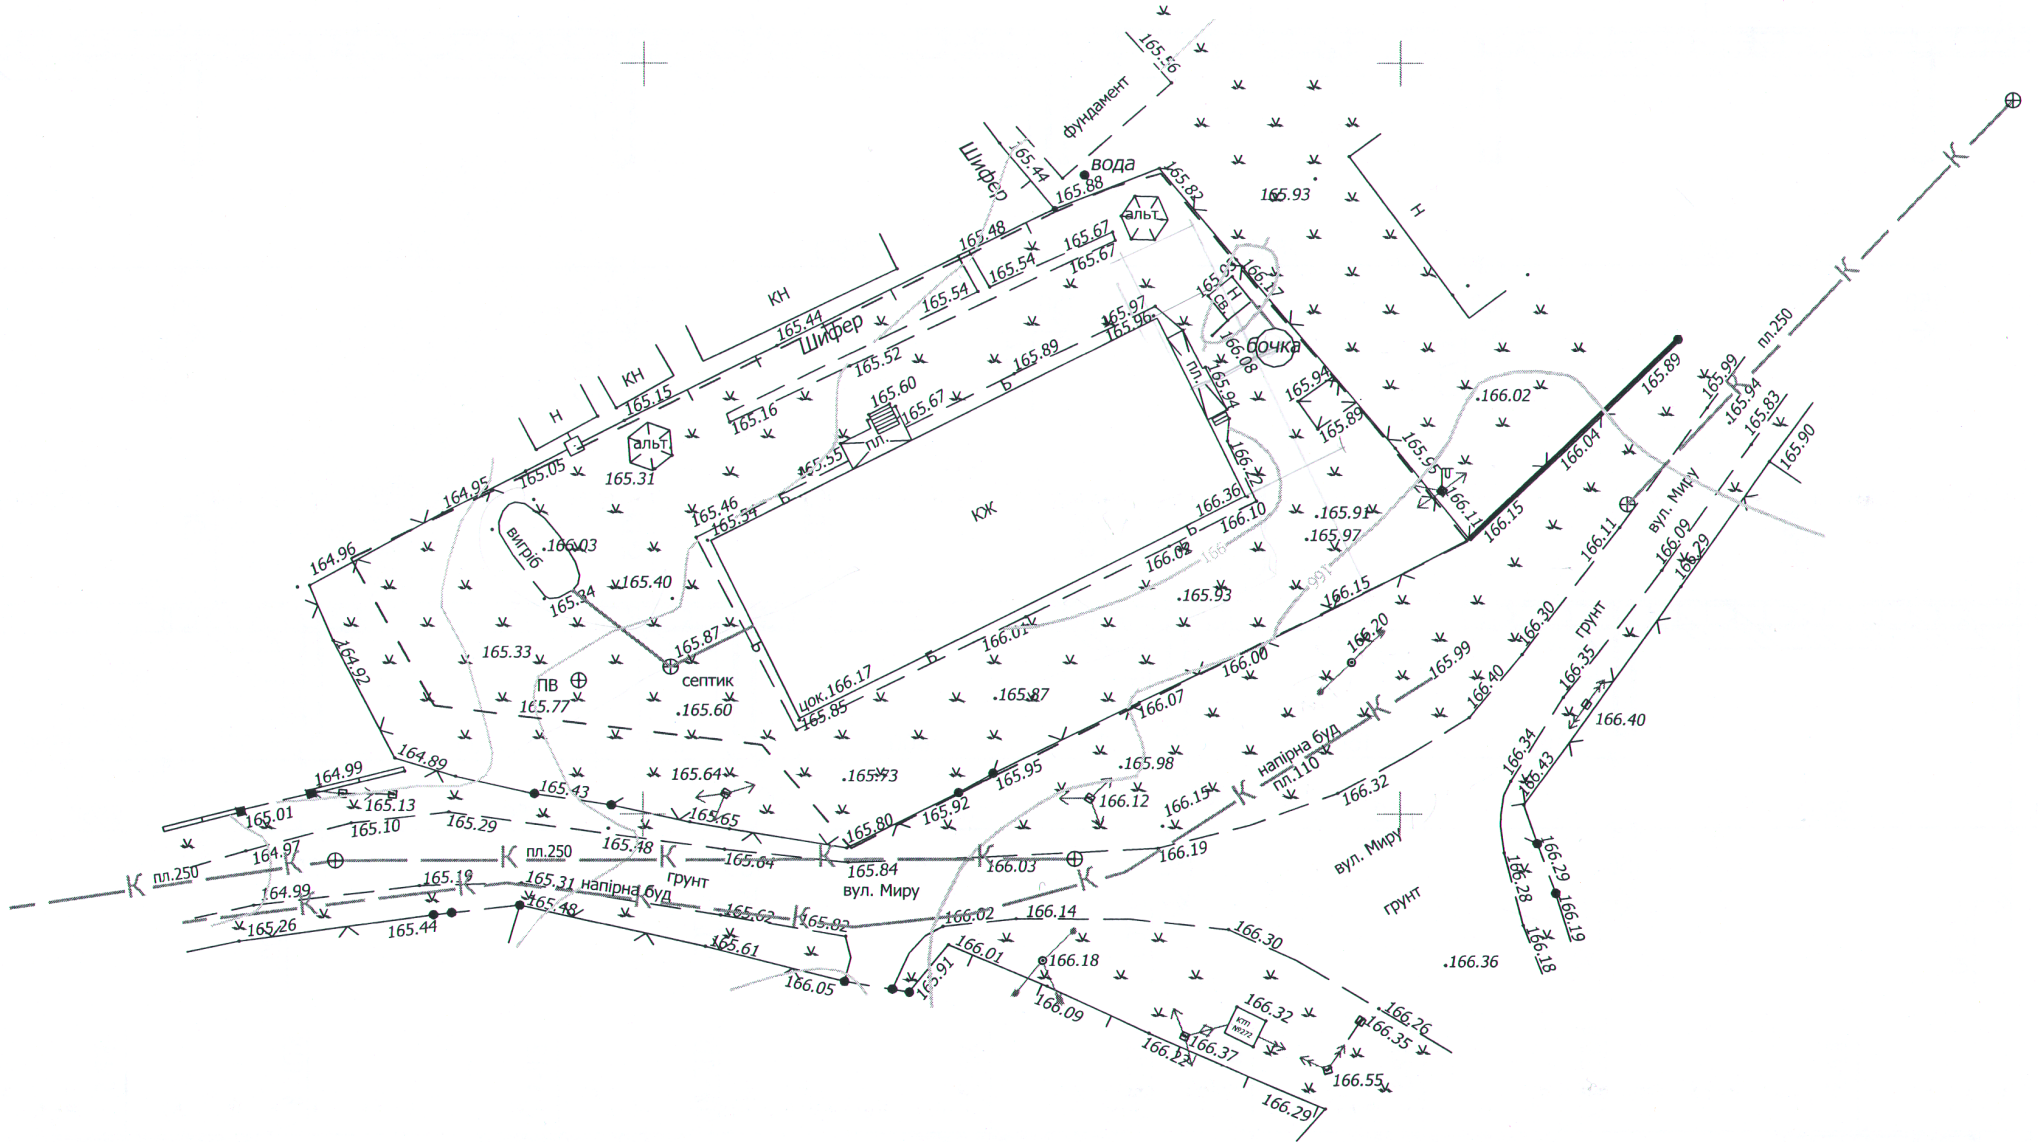 165.56
фундамент
вода
Шифер
165.44
165.88
165.82
165.93
Н
К
альт.
165.48
165.67
165.67
165.54
165.54
166.17
165.95
Н
св.
КН
165.44
Шифер
165.97
165.96
К
пл.250
бочка
166.08
пл.
165.94
165.94
165.89
165.89
165.99
К
165.94
165.83
166.02
165.52
165.89
Б
165.60
165.67
КН
Н
165.15
165.16
альт.
пл.
165.55
165.90
166.04
165.95
166.22
166.36
166.10
166.11
166.15
165.05
165.31
164.95
Б
165.46
165.54
КЖ
165.91
165.97
вул. Миру
166.11
166.09
166.29
164.96
вигріб
166.03
165.40
165.34
Б
166.02
166
166
166.15
165.93
166.01
166.20
166.30
грунт
164.92
165.33
165.87
Б
септик
ПВ
165.77
165.60
цок.166.17
165.85
Б
165.87
166.00
165.99
166.07
166.40
166.35
166.40
К
напірна буд
пл.110
166.34
166.43
164.89
164.99
165.13
165.43
165.64
165.73
165.95
165.98
165.92
166.12
166.15
К
166.32
165.01
165.10
165.29
165.65
165.80
164.97
165.48
165.64
165.84
166.03
166.19
вул. Миру
К
пл.250
К
К
пл.250
К
К
К
К
грунт
вул. Миру
напірна буд
165.19
165.31
К
К
К
К
164.99
165.48
165.62
165.82
166.02
166.14
166.30
грунт
166.28
166.29
166.19
166.18
165.26
165.44
165.61
166.05
165.91
166.01
166.18
166.09
166.36
166.32
КТП
№272
166.37
166.22
166.26
166.35
166.55
166.29